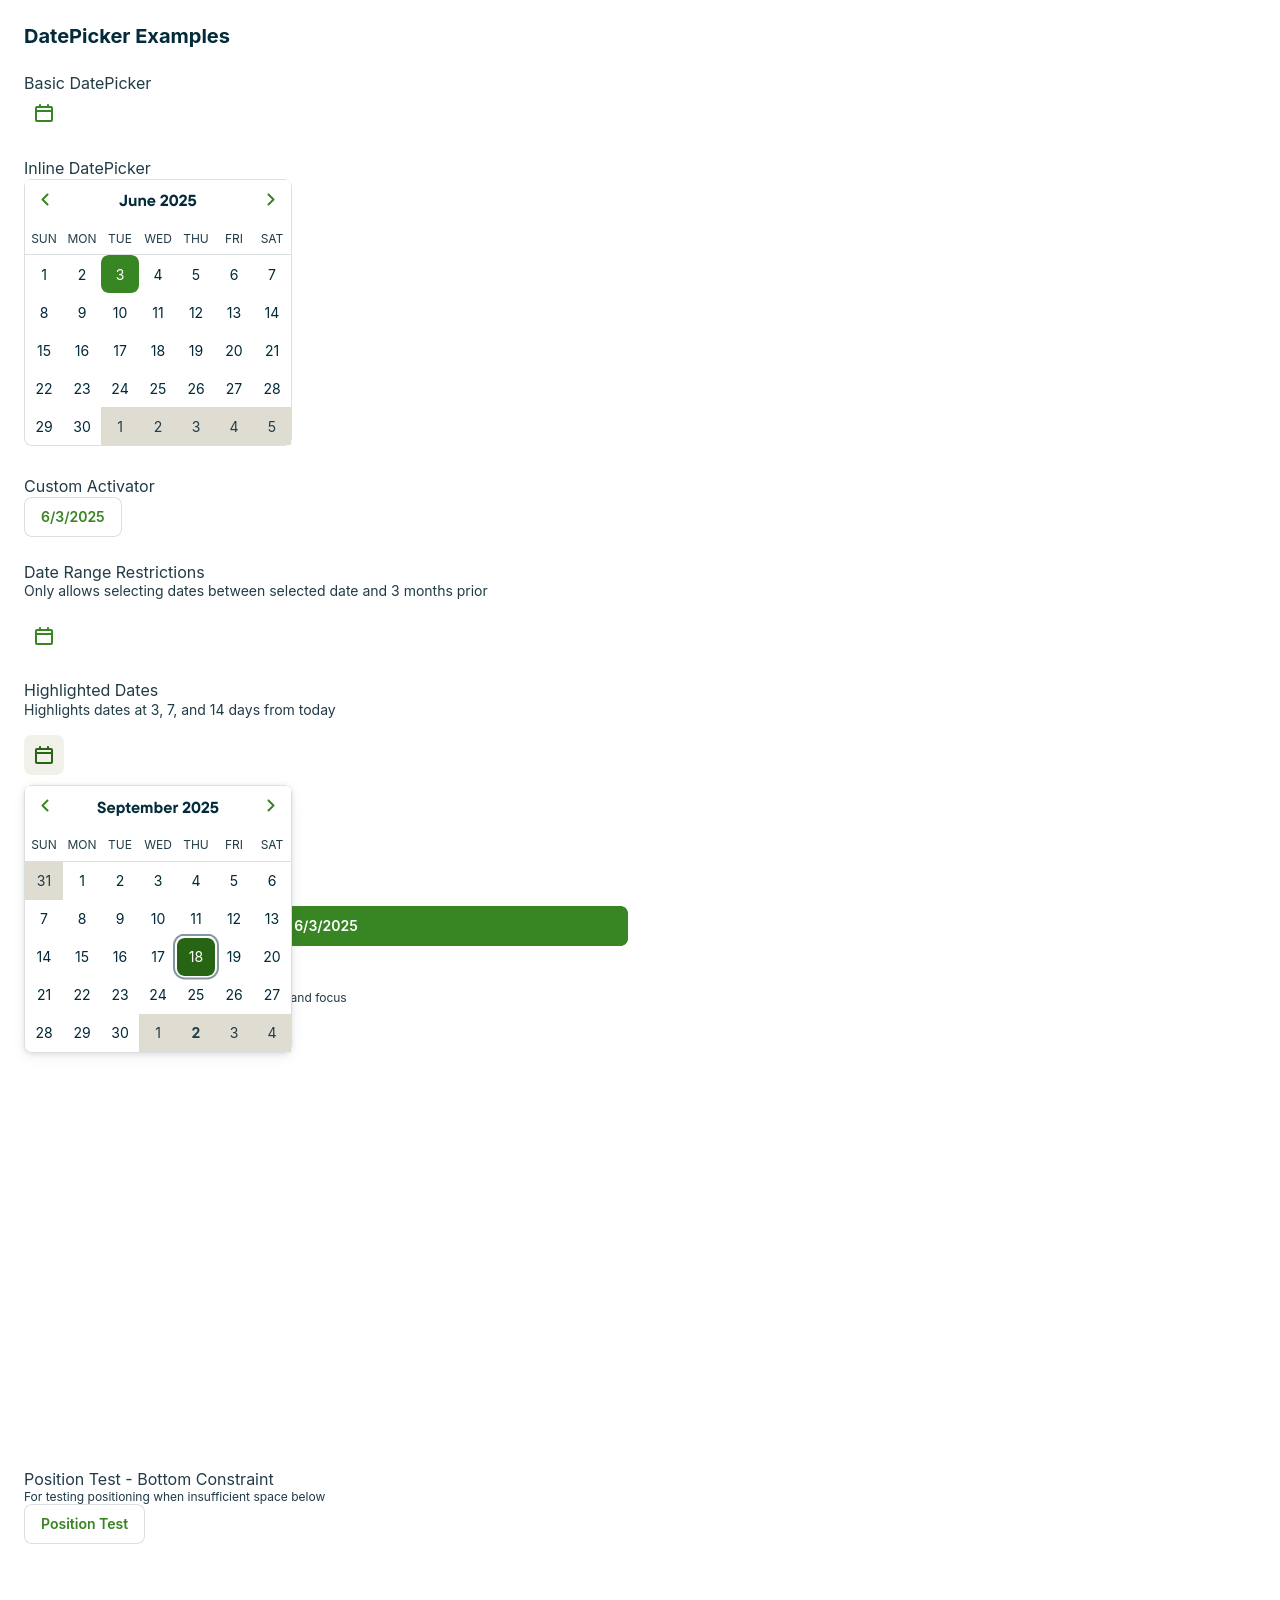 DatePicker Examples
Basic DatePicker
Inline DatePicker
June 2025
SUN MON TUE WED THU FRI SAT
1 2 3 4 5 6 7
8 9 10 11 12 13 14
15 16 17 18 19 20 21
22 23 24 25 26 27 28
29 30 1 2 3 4 5
Custom Activator
6/3/2025
Date Range Restrictions
Only allows selecting dates between selected date and 3 months prior
Highlighted Dates
Highlights dates at 3, 7, and 14 days from today
September 2025
SUN MON TUE WED THU FRI SAT
31 1 2 3 4 5 6
7 8 9 10 11 12 13
6/3/2025
14 15 16 17 18 19 20
21 22 23 24 25 26 27
and focus
28 29 30 1 2 3 4
Position Test - Bottom Constraint
For testing positioning when insufficient space below
Position Test